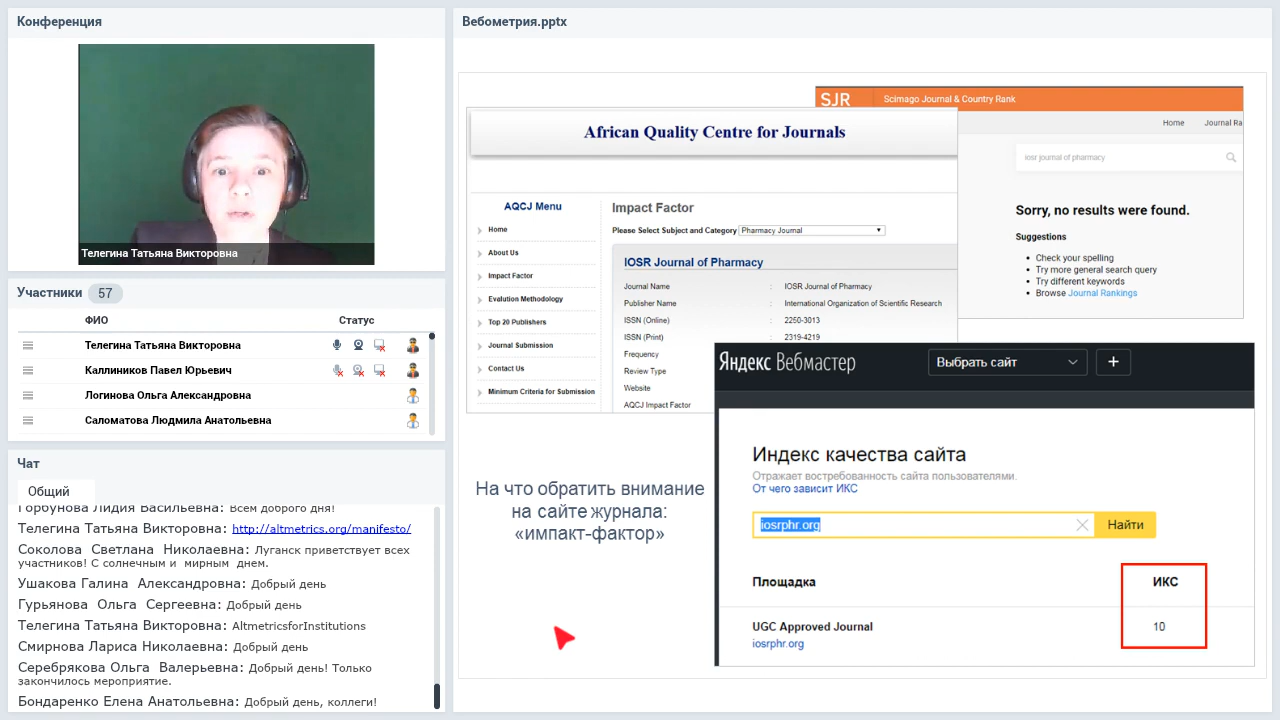 Конференция
Телегина Татьяна Викторовна
Участники 57
ФИО Статус
Телегина Татьяна Викторовна
Каллиников Павел Юрьевич
Логинова Ольга Александровна
Саломатова Людмила Анатольевна
Чат
Общий
Горбунова Лидия Васильевна: Всем доброго дня!
Телегина Татьяна Викторовна: http://altmetrics.org/manifesto/
Соколова Светлана Николаевна: Луганск приветствует всех
участников! С солнечным и мирным днем.
Ушакова Галина Александровна: Добрый день
Гурьянова Ольга Сергеевна: Добрый день
Телегина Татьяна Викторовна: AltmetricsforInstitutions
Смирнова Лариса Николаевна: Добрый день
Серебрякова Ольга Валерьевна: Добрый день! Только
закончилось мероприятие.
Бондаренко Елена Анатольевна: Добрый день, коллеги!
Вебометрия.pptx
SJR Scimago Journal & Country Rank
Home Journal Ra
iosr journal of pharmacy
Sorry, no results were found.
Suggestions
Check your spelling
Try more general search query
Try different keywords
Browse Journal Rankings
African Quality Centre for Journals
AQCJ Menu
Home
About Us
Impact Factor
Evalution Methodology
Top 20 Publishers
Journal Submission
Contact Us
Minimum Criteria for Submission
Impact Factor
Please Select Subject and Category Pharmacy Journal
IOSR Journal of Pharmacy
Journal Name : IOSR Journal of Pharmacy
Publisher Name : International Organization of Scientific Research
ISSN (Online) : 2250-3013
ISSN (Print) : 2319-4219
Frequency
Review Type
Website
AQCJ Impact Factor
На что обратить внимание
на сайте журнала:
«импакт-фактор»
Яндекс Вебмастер Выбрать сайт +
Индекс качества сайта
Отражает востребованность сайта пользователями.
От чего зависит ИКС
iosrphr.org Найти
Площадка ИКС
UGC Approved Journal 10
iosrphr.org